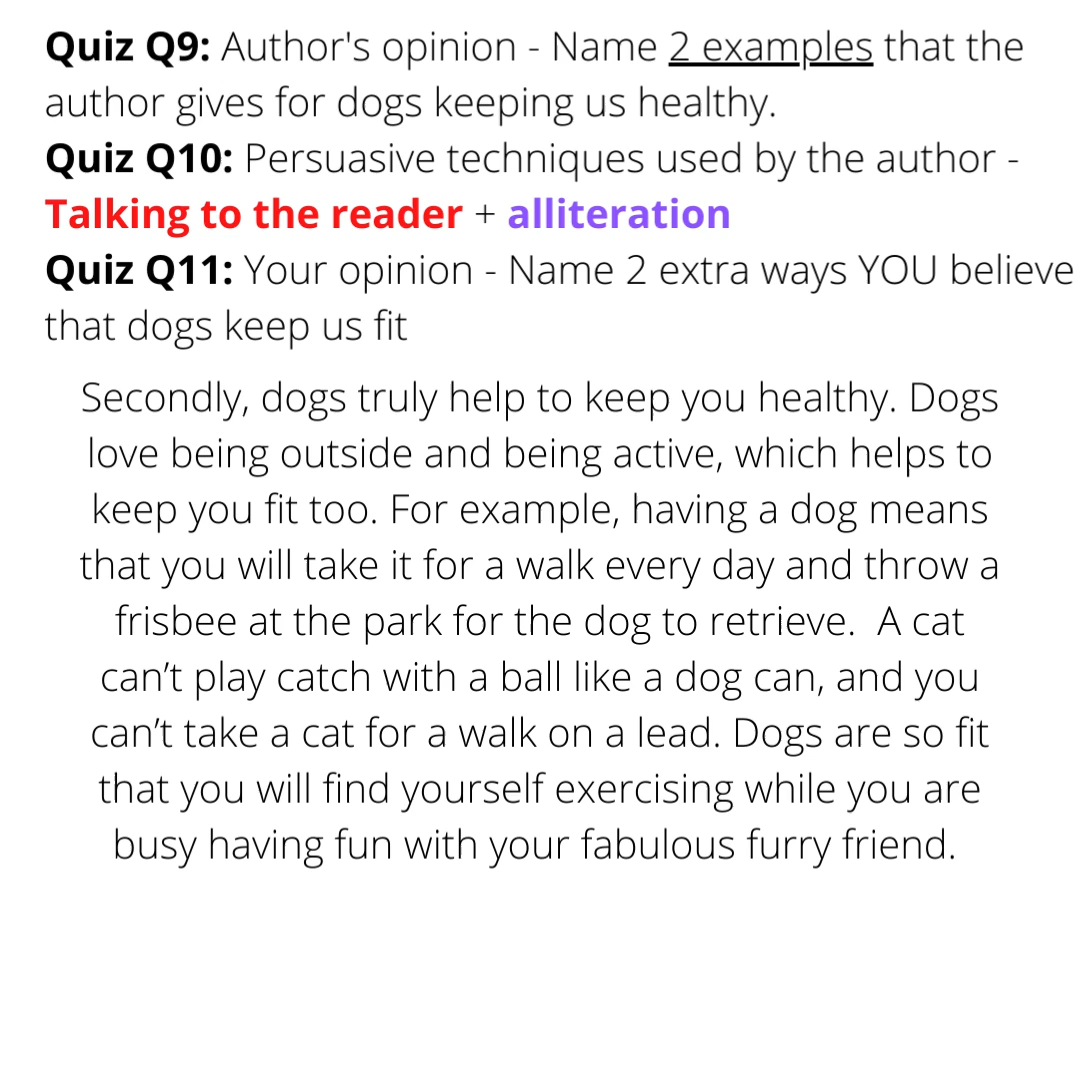 Quiz Q9: Author's opinion - Name 2 examples that the
author gives for dogs keeping us healthy.
Quiz Q10: Persuasive techniques used by the author -
Talking to the reader + alliteration
Quiz Q11: Your opinion - Name 2 extra ways YOU believe
that dogs keep us fit
Secondly, dogs truly help to keep you healthy. Dogs
love being outside and being active, which helps to
keep you fit too. For example, having a dog means
that you will take it for a walk every day and throw a
frisbee at the park for the dog to retrieve.  A cat
can’t play catch with a ball like a dog can, and you
can’t take a cat for a walk on a lead. Dogs are so fit
that you will find yourself exercising while you are
busy having fun with your fabulous furry friend.